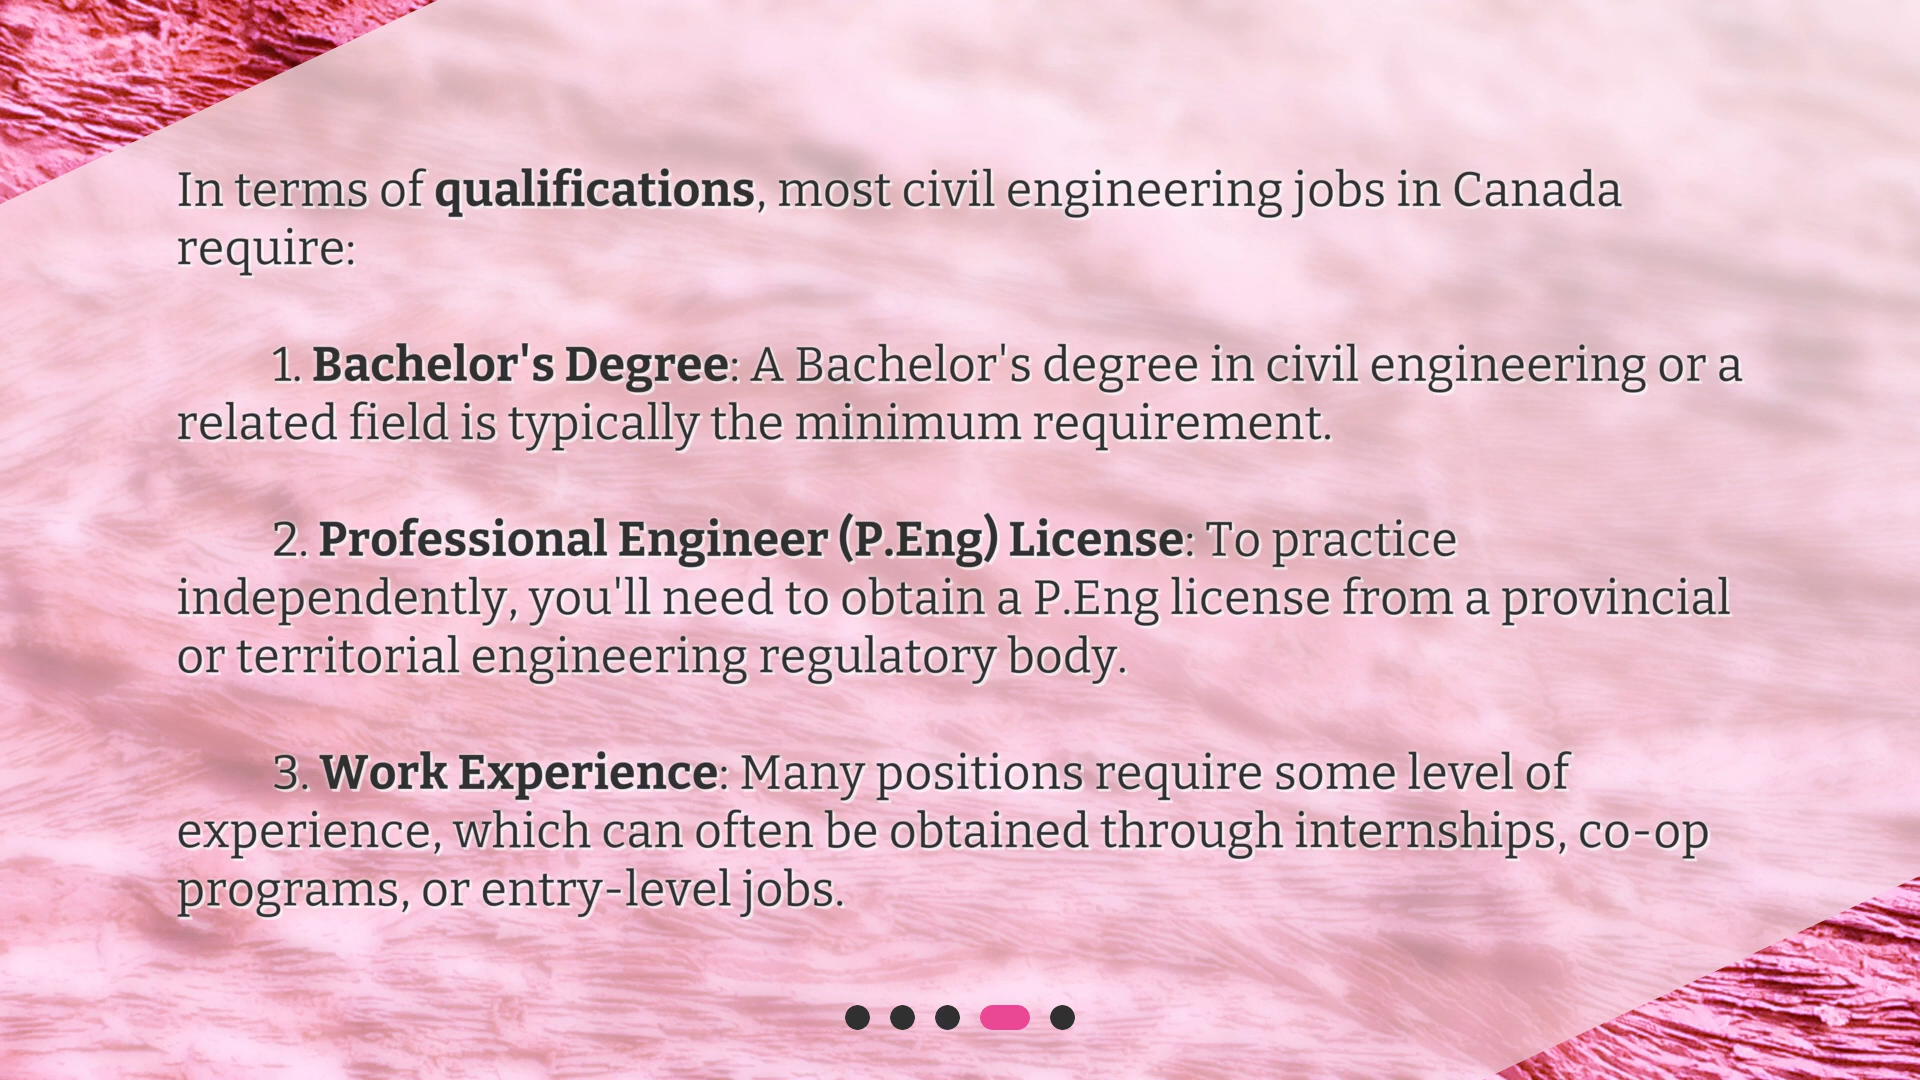 In terms of qualifications, most civil engineering jobs in Canada
require:
1. Bachelor's Degree: A Bachelor's degree in civil engineering or a
related field is typically the minimum requirement.
2. Professional Engineer (P.Eng) License: To practice
independently, you'll need to obtain a P.Eng license from a provincial
or territorial engineering regulatory body.
3. Work Experience: Many positions require some level of
experience, which can often be obtained through internships, co-op
programs, or entry-level jobs.